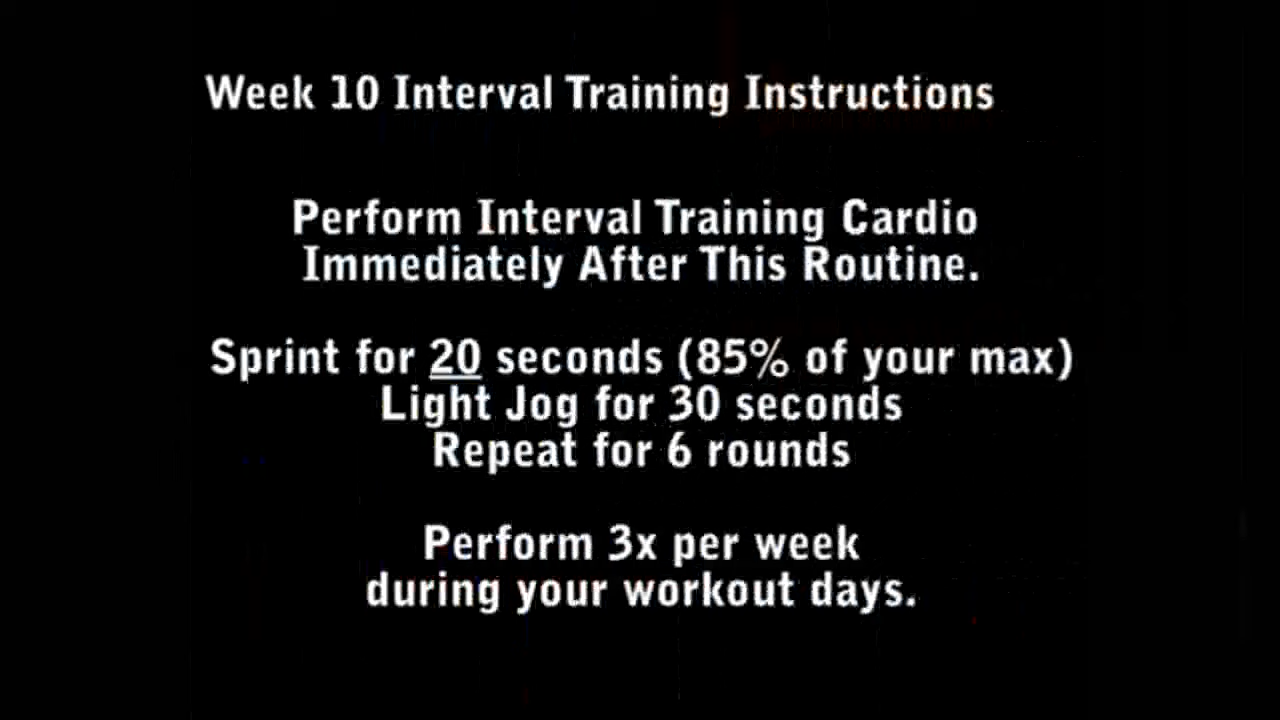 Week 10 Interval Training Instructions
Perform Interval Training Cardio
Immediately After This Routine.
Sprint for 20 seconds (85% of your max)
Light Jog for 30 seconds
Repeat for 6 rounds
Perform 3x per week
during your workout days.